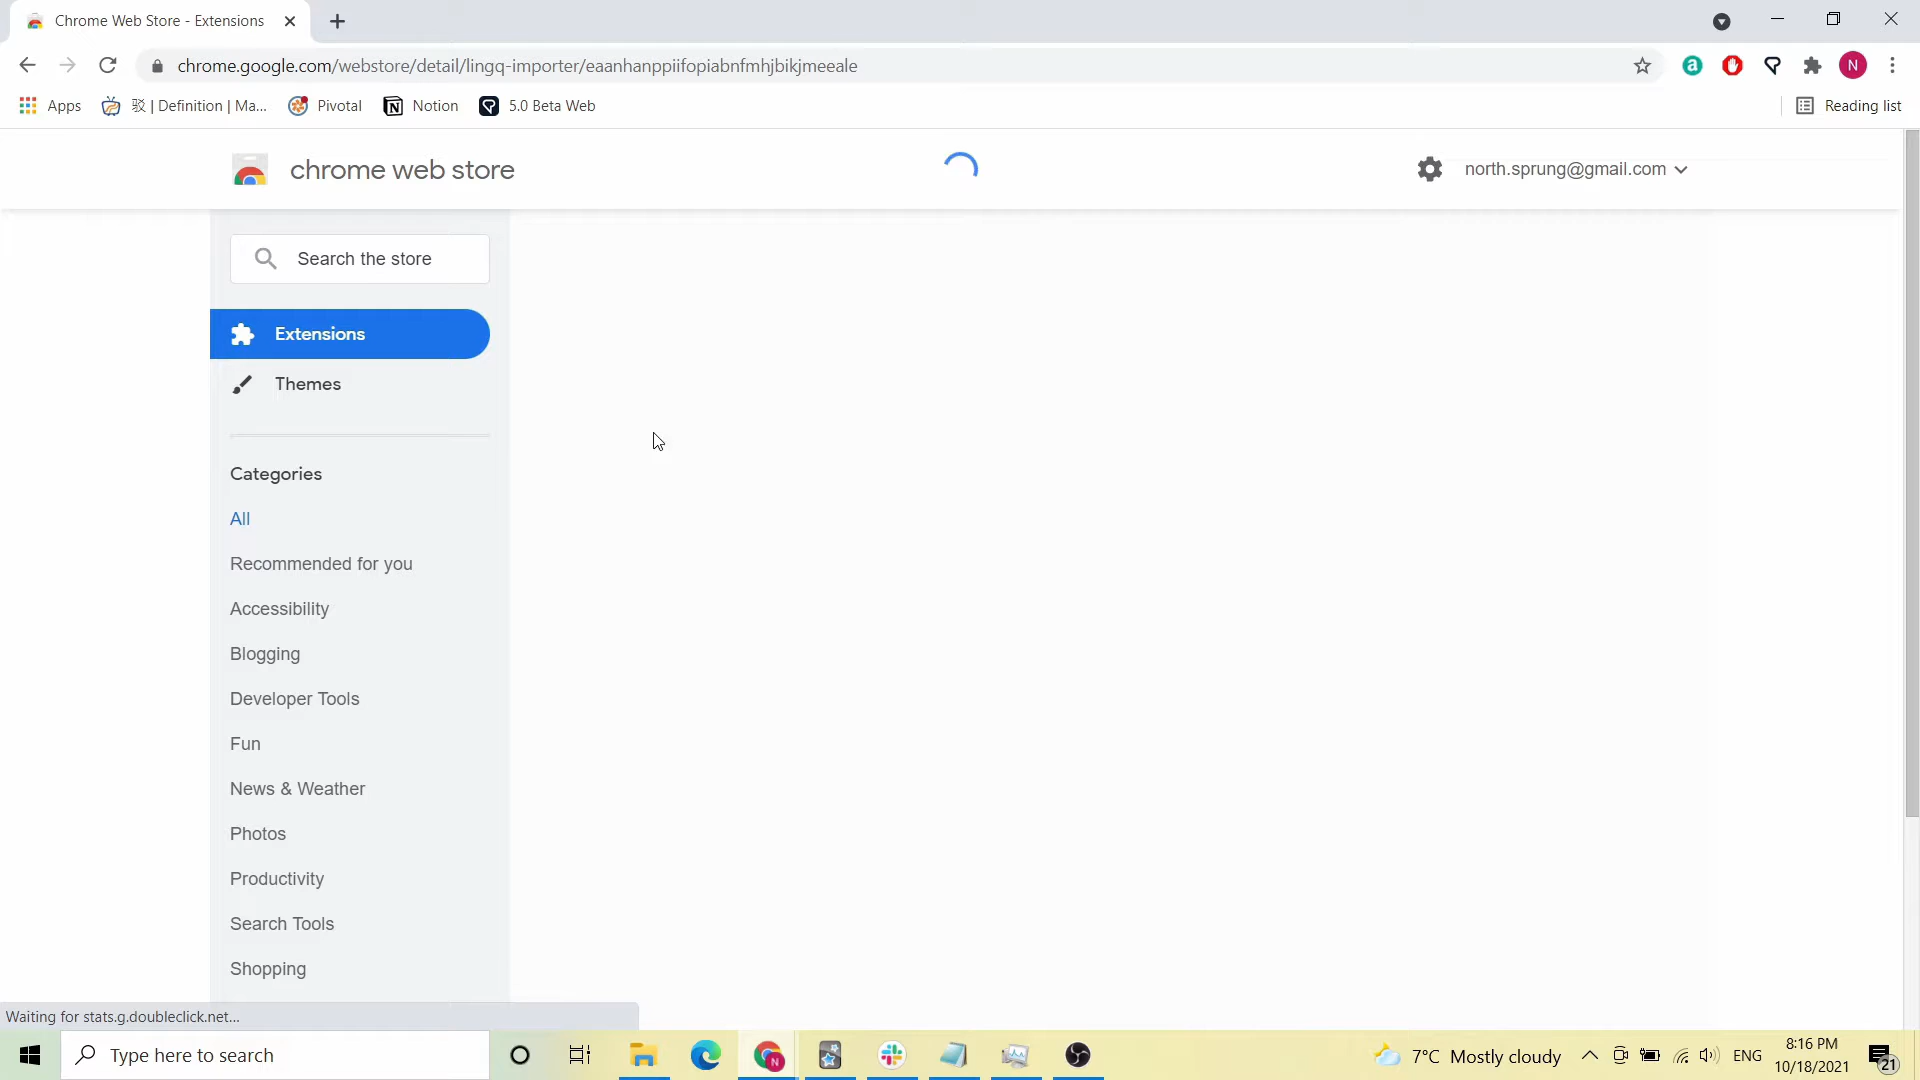 Chrome Web Store - Extensions
chrome.google.com/webstore/detail/lingq-importer/eaanhanppiifopiabnfmhjbikjmeeale
N
Apps
| Definition | Ma...
Pivotal
Notion
5.0 Beta Web
Reading list
chrome web store
north.sprung@gmail.com
Search the store
Extensions
Themes
Categories
All
Recommended for you
Accessibility
Blogging
Developer Tools
Fun
News & Weather
Photos
Productivity
Search Tools
Shopping
Waiting for stats.g.doubleclick.net...
Type here to search
7°C Mostly cloudy
ENG
8:16 PM
10/18/2021
21